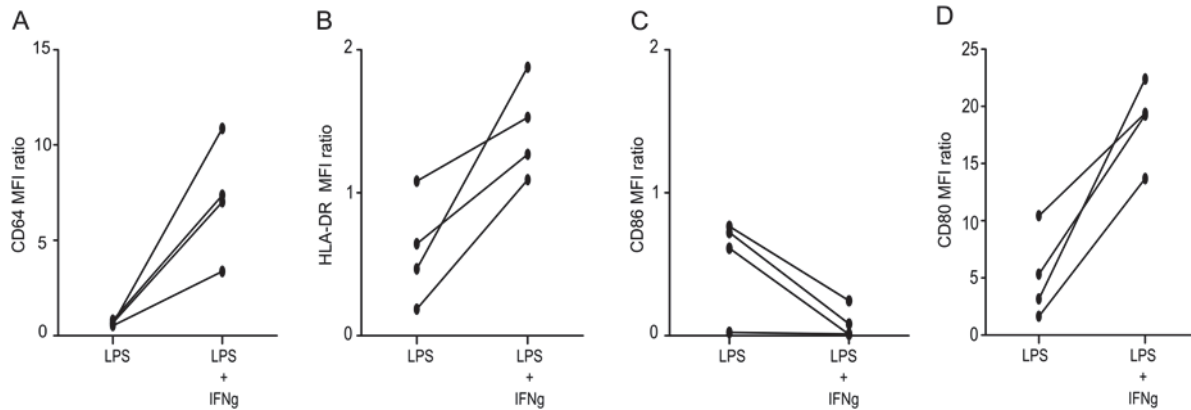 A
CD64 MFI ratio
15
10
5
0
LPS
LPS
+
IFNg
B
HLA-DR MFI ratio
2
1
0
LPS
LPS
+
IFNg
C
CD86 MFI ratio
2
1
0
LPS
LPS
+
IFNg
D
CD80 MFI ratio
25
20
15
10
5
0
LPS
LPS
+
IFNg